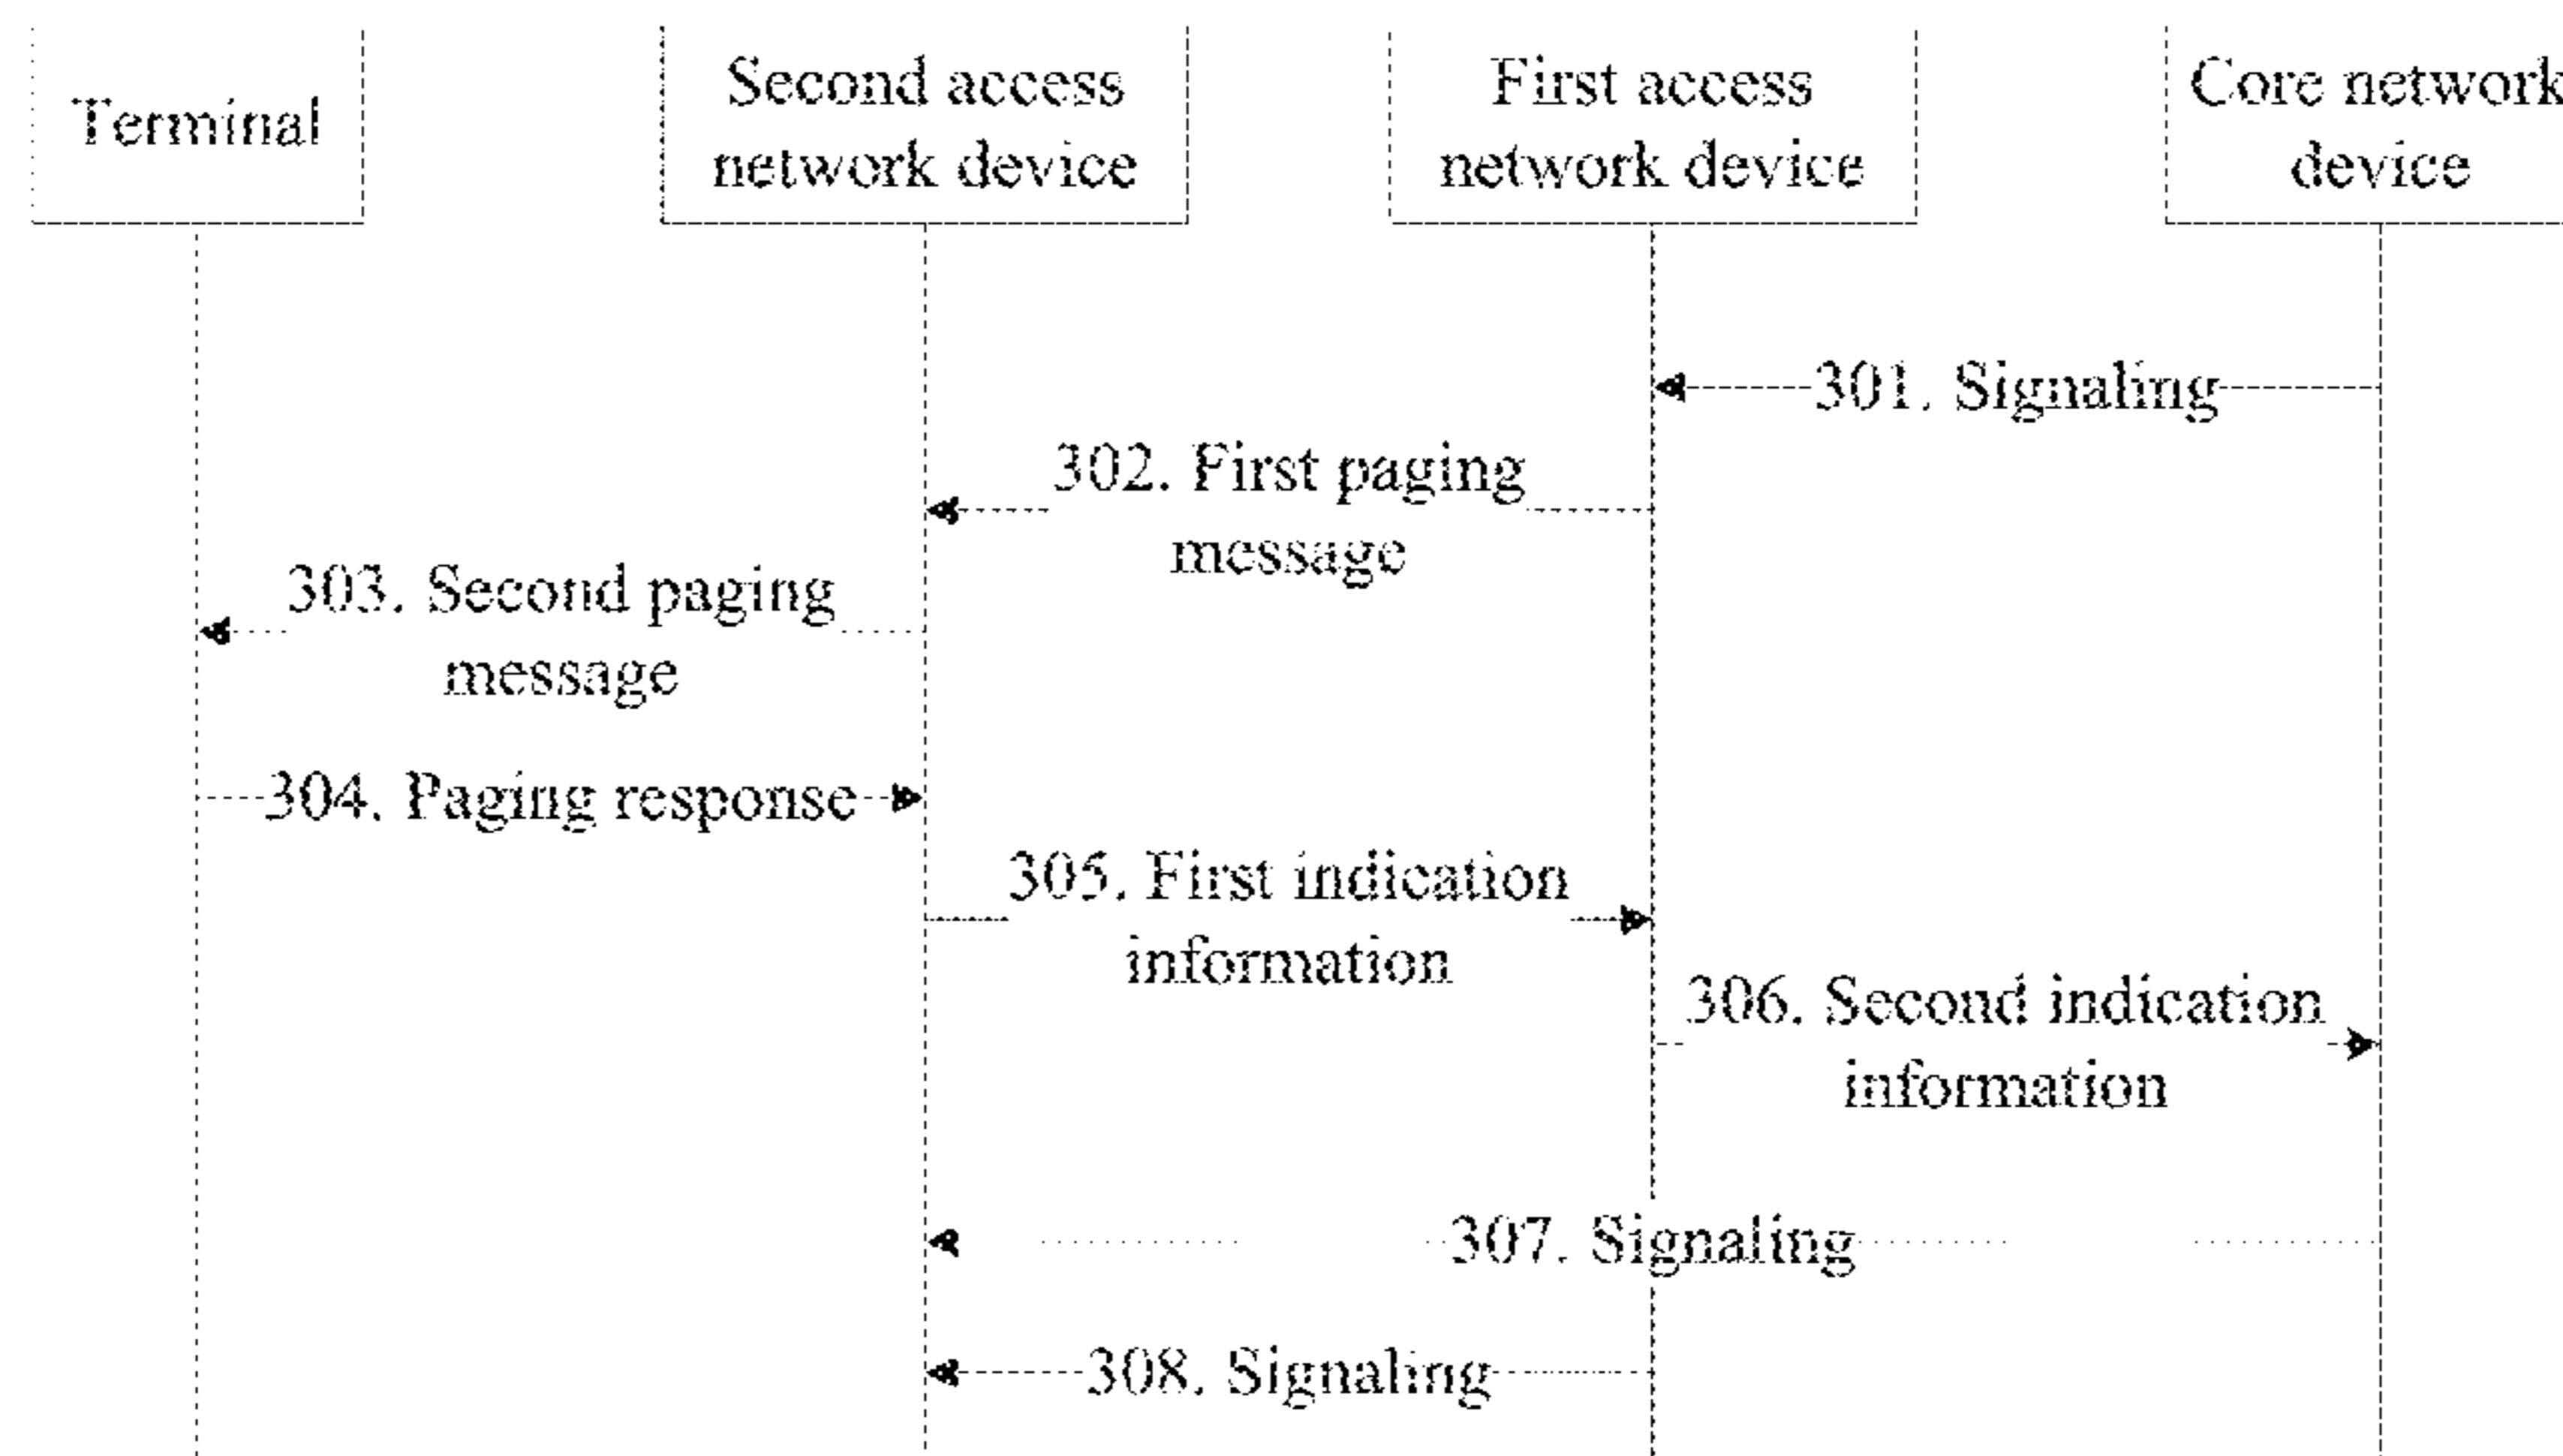 Terminal
Second access
network device
First access
network device
Core network
device
301. Signaling
302. First paging
message
303. Second paging
message
304. Paging response
305. First indication
information
306. Second indication
information
307. Signaling
308. Signaling